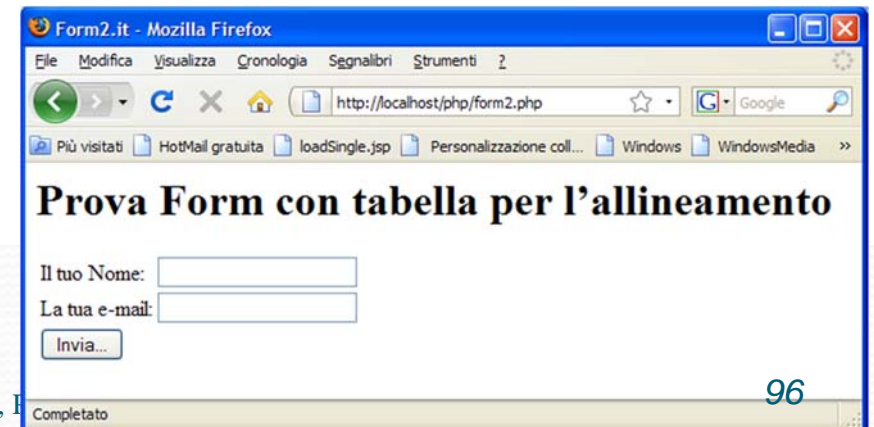 Form2.it - Mozilla Firefox
File Modifica Visualizza Cronologia Segnalibri Strumenti ?
http://localhost/php/form2.php G Google
Più visitati HotMail gratuita loadSingle.jsp Personalizzazione coll... Windows WindowsMedia »
Prova Form con tabella per l’allineamento
Il tuo Nome:
La tua e-mail:
Invia...
96
Completato